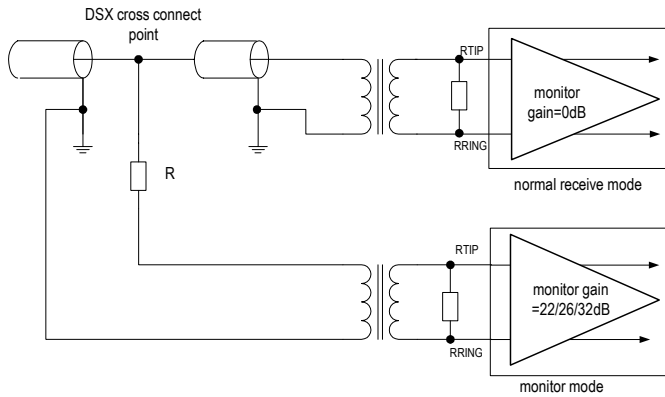 DSX cross connect
point
RTIP
monitor
gain=0dB
RRING
normal receive mode
R
RTIP
monitor gain
=22/26/32dB
RRING
monitor mode